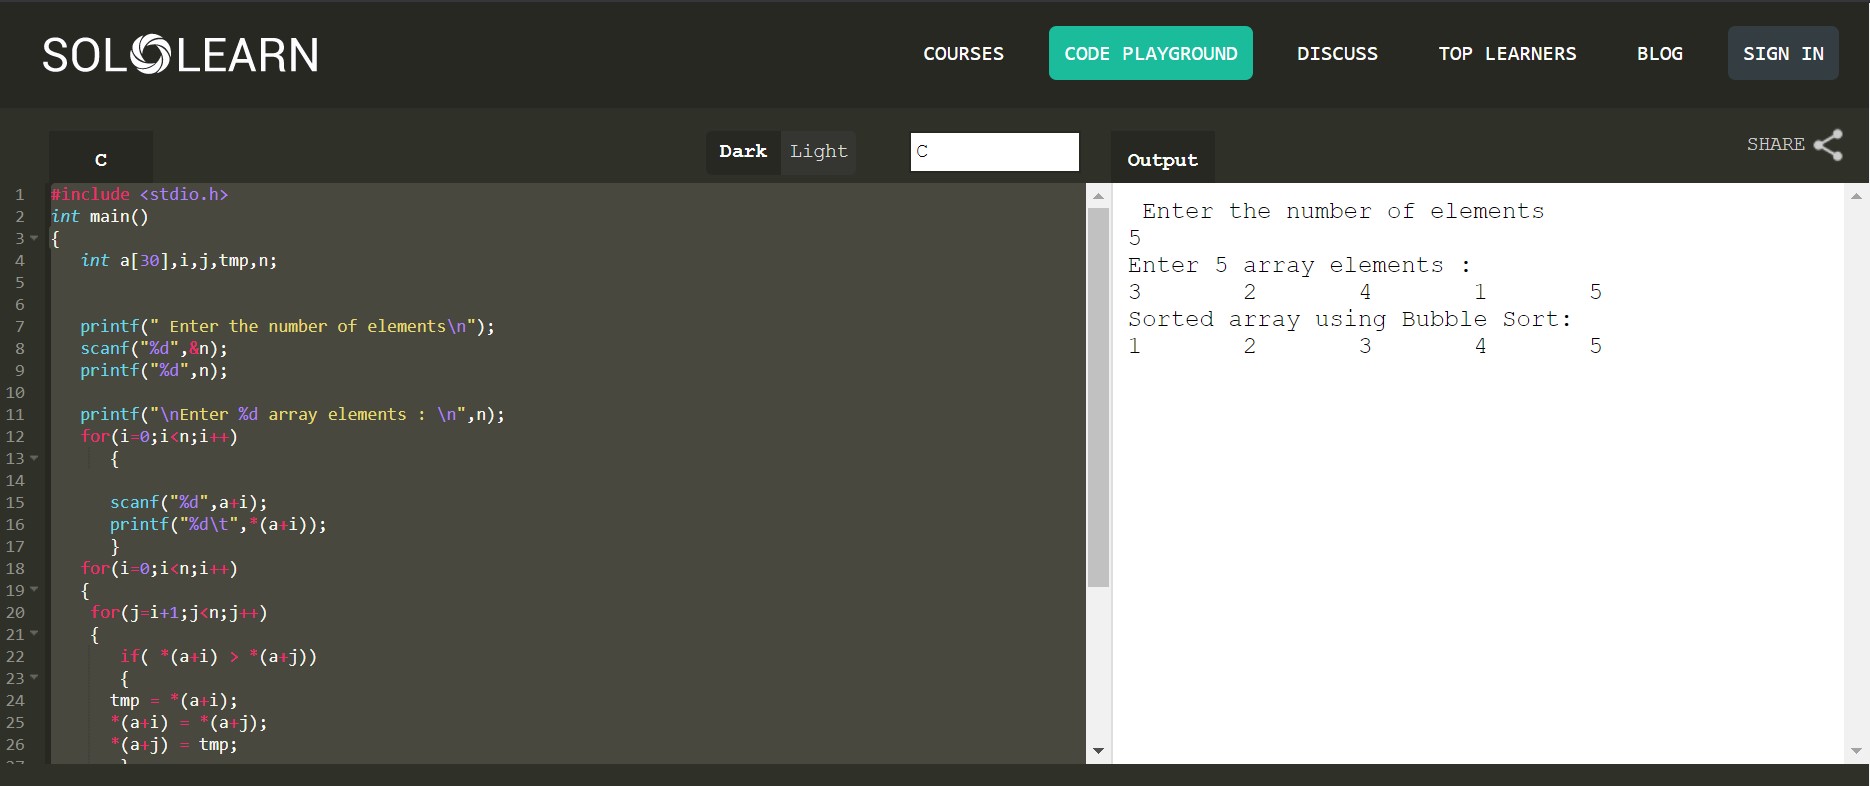 SOLOLEARN
COURSES CODE PLAYGROUND DISCUSS TOP LEARNERS BLOG SIGN IN
C Dark Light C Output SHARE
1 #include <stdio.h>
2 int main()
3 {
4 int a[30],i,j,tmp,n;
5
6
7 printf(" Enter the number of elements\n");
8 scanf("%d",&n);
9 printf("%d",n);
10
11 printf("\nEnter %d array elements : \n",n);
12 for(i=0;i<n;i++)
13 {
14
15 scanf("%d",a+i);
16 printf("%d\t",*(a+i));
17 }
18 for(i=0;i<n;i++)
19 {
20 for(j=i+1;j<n;j++)
21 {
22 if( *(a+i) > *(a+j))
23 {
24 tmp = *(a+i);
25 *(a+i) = *(a+j);
26 *(a+j) = tmp;
27 }
Enter the number of elements
5
Enter 5 array elements :
3 2 4 1 5
Sorted array using Bubble Sort:
1 2 3 4 5